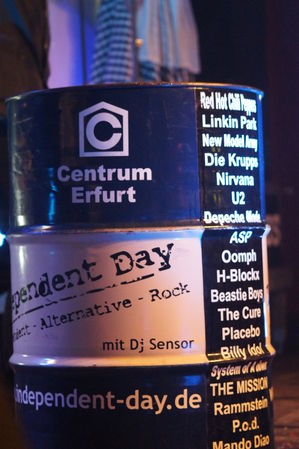 C
Centrum
Erfurt
pendent Day
dent - Alternative - Rock
mit Dj Sensor
independent-day.de
Red Hot Chili Peppers
Linkin Park
New Model Army
Die Krupps
Nirvana
U2
Depeche Mode
ASP
Oomph
H-Blockx
Beastie Boys
The Cure
Placebo
Billy Idol
System of a Down
THE MISSION
Rammstein
P.o.d.
Mando Diao